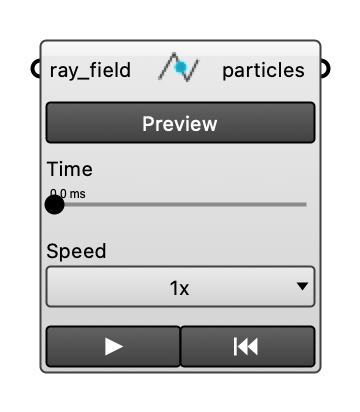 ray_field particles
Preview
Time
0.0 ms
Speed
1x